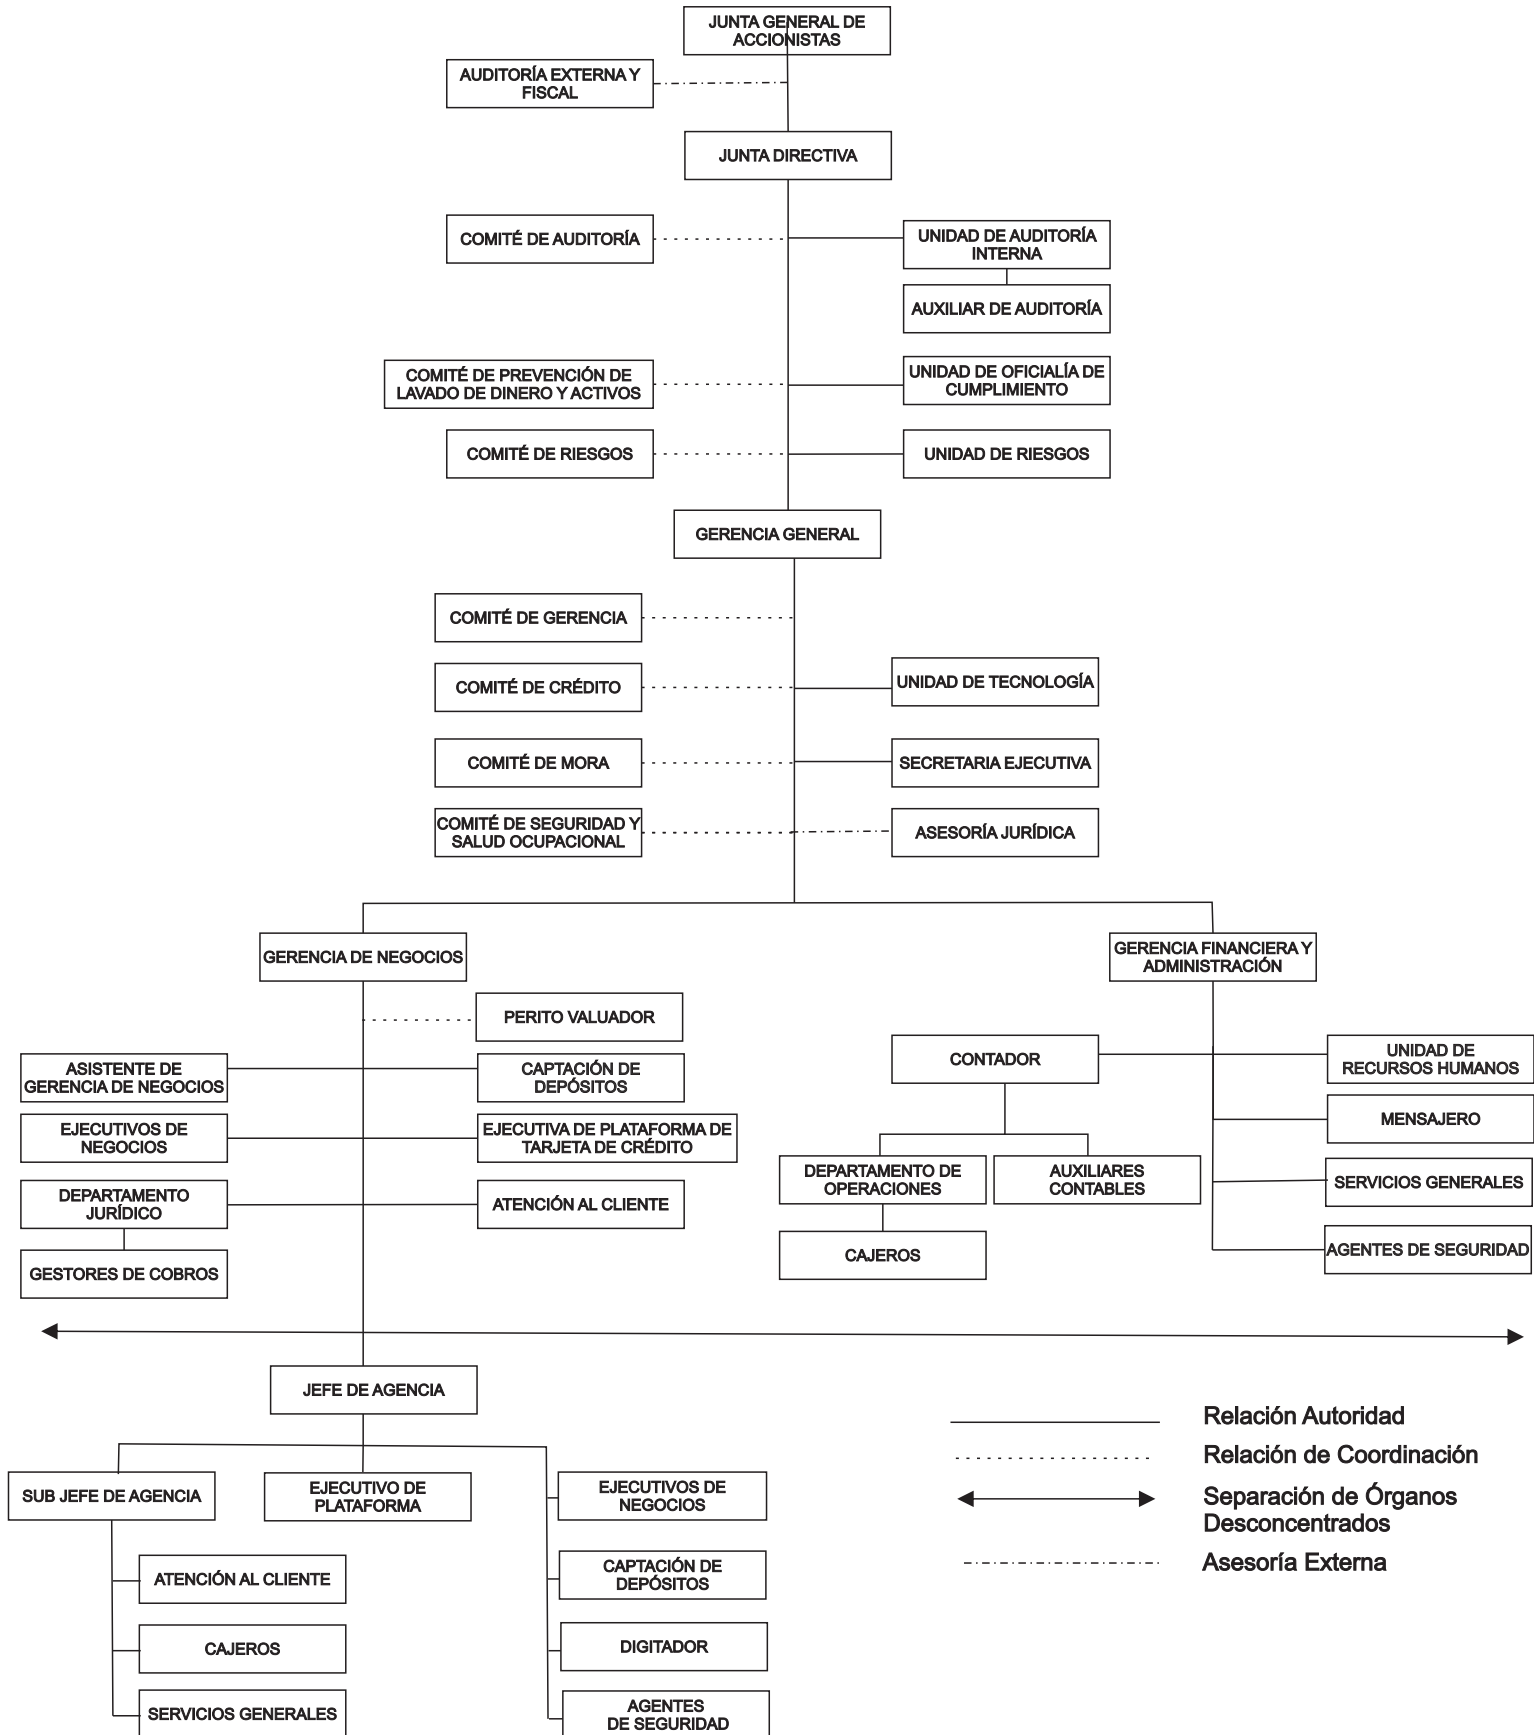 JUNTA GENERAL DE
ACCIONISTAS
AUDITORÍA EXTERNA Y
FISCAL
JUNTA DIRECTIVA
COMITÉ DE AUDITORÍA
UNIDAD DE AUDITORÍA
INTERNA
AUXILIAR DE AUDITORÍA
COMITÉ DE PREVENCIÓN DE
LAVADO DE DINERO Y ACTIVOS
UNIDAD DE OFICIALÍA DE
CUMPLIMIENTO
COMITÉ DE RIESGOS
UNIDAD DE RIESGOS
GERENCIA GENERAL
COMITÉ DE GERENCIA
COMITÉ DE CRÉDITO
UNIDAD DE TECNOLOGÍA
COMITÉ DE MORA
SECRETARIA EJECUTIVA
COMITÉ DE SEGURIDAD Y
SALUD OCUPACIONAL
ASESORÍA JURÍDICA
GERENCIA DE NEGOCIOS
GERENCIA FINANCIERA Y
ADMINISTRACIÓN
PERITO VALUADOR
ASISTENTE DE
GERENCIA DE NEGOCIOS
CAPTACIÓN DE
DEPÓSITOS
EJECUTIVOS DE
NEGOCIOS
EJECUTIVA DE PLATAFORMA DE
TARJETA DE CRÉDITO
DEPARTAMENTO
JURÍDICO
ATENCIÓN AL CLIENTE
GESTORES DE COBROS
CONTADOR
UNIDAD DE
RECURSOS HUMANOS
MENSAJERO
DEPARTAMENTO DE
OPERACIONES
AUXILIARES
CONTABLES
SERVICIOS GENERALES
CAJEROS
AGENTES DE SEGURIDAD
JEFE DE AGENCIA
SUB JEFE DE AGENCIA
EJECUTIVO DE
PLATAFORMA
EJECUTIVOS DE
NEGOCIOS
ATENCIÓN AL CLIENTE
CAPTACIÓN DE
DEPÓSITOS
CAJEROS
DIGITADOR
SERVICIOS GENERALES
AGENTES
DE SEGURIDAD
Relación Autoridad
Relación de Coordinación
Separación de Órganos
Desconcentrados
Asesoría Externa